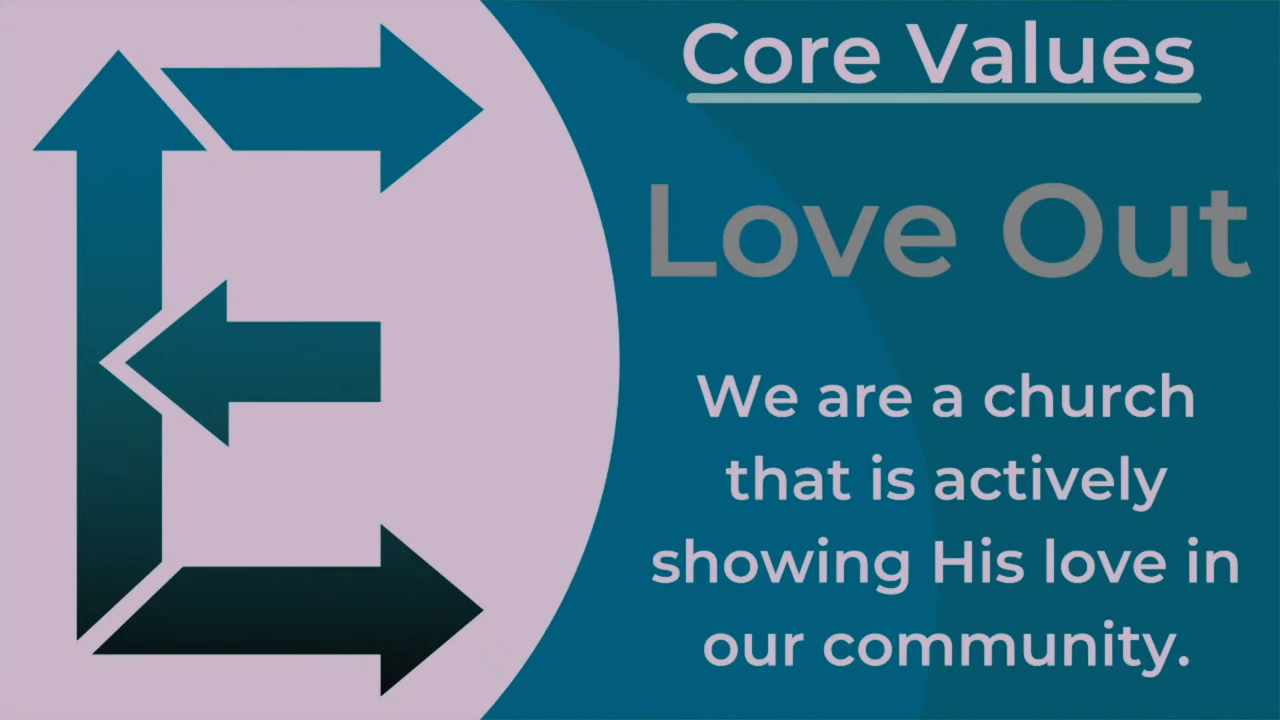 Core Values
Love Out
We are a church
that is actively
showing His love in
our community.